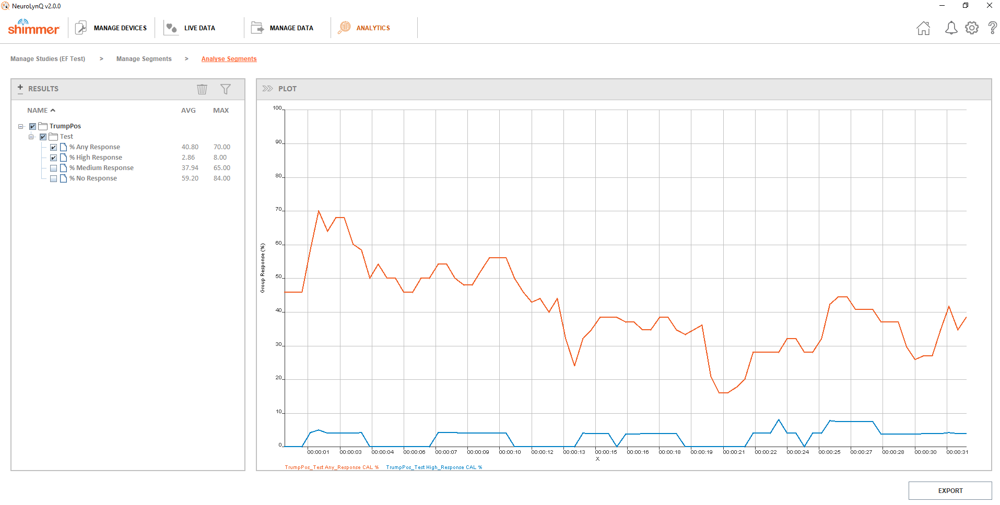 NeuroLynQ v2.0.0
shimmer MANAGE DEVICES LIVE DATA MANAGE DATA ANALYTICS ?
Manage Studies (EF Test) > Manage Segments > Analyse Segments
RESULTS
NAME AVG MAX
TrumpPos
Test
% Any Response 40.80 70.00
% High Response 2.86 8.00
% Medium Response 37.94 65.00
% No Response 59.20 84.00
PLOT
100
90
80
70
60
50
40
30
20
10
0
Group Response (%)
00:00:01 00:00:03 00:00:04 00:00:06 00:00:07 00:00:09 00:00:10 00:00:12 00:00:13 00:00:15 00:00:16 00:00:18 00:00:19 00:00:21 00:00:22 00:00:24 00:00:25 00:00:27 00:00:28 00:00:30 00:00:31
X
TrumpPos_Test Any_Response CAL % TrumpPos_Test High_Response CAL %
EXPORT